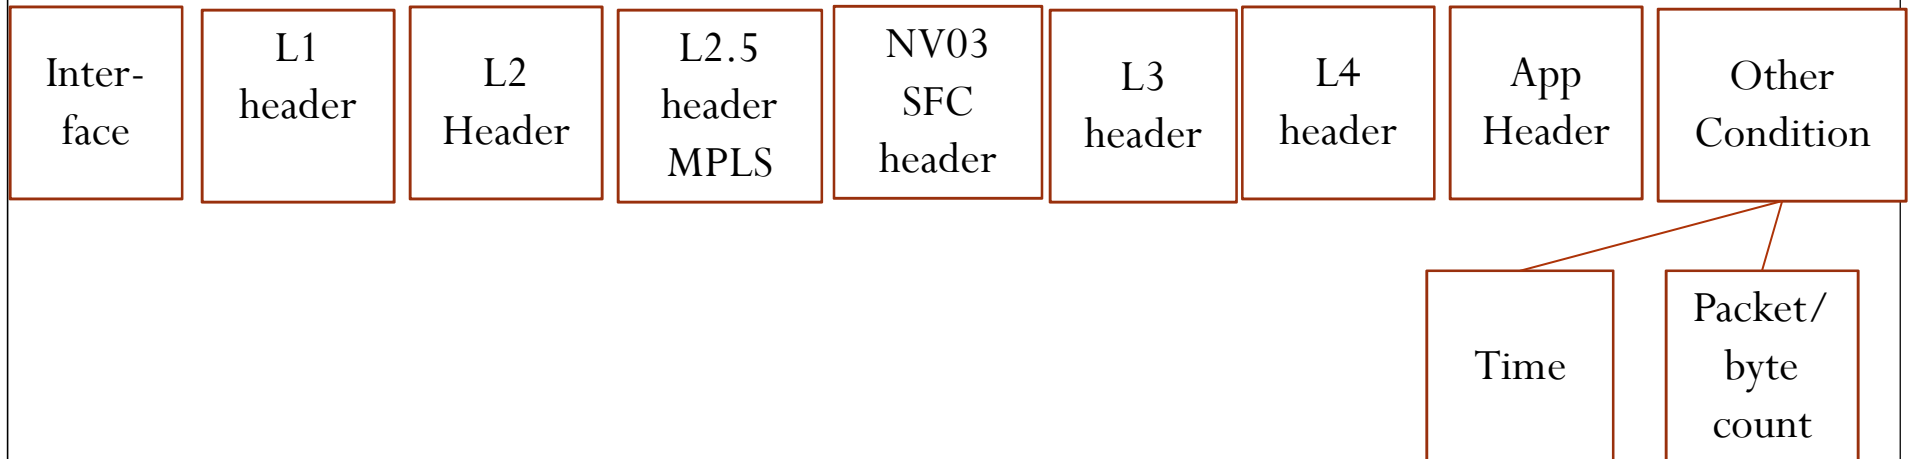 Inter-
face
L1
header
L2
Header
L2.5
header
MPLS
NV03
SFC
header
L3
header
L4
header
App
Header
Other
Condition
Time
Packet/
byte
count